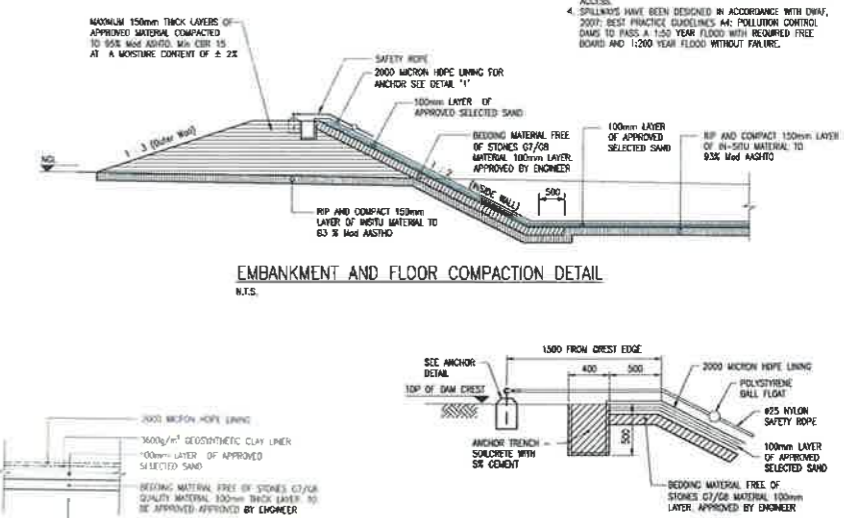 ACCESS.
4. SPILLWAYS HAVE BEEN DESIGNED IN ACCORDANCE WITH DWAF,
2007: BEST PRACTICE GUIDELINES A4: POLLUTION CONTROL
DAMS TO PASS A 1:50 YEAR FLOOD WITH REQUIRED FREE
BOARD AND 1:200 YEAR FLOOD WITHOUT FAILURE.
MAXIMUM 150mm THICK LAYERS OF
APPROVED MATERIAL COMPACTED
TO 95% Mod ASHTO. Min CBR 15
AT A MOISTURE CONTENT OF ± 2%
SAFETY ROPE
2000 MICRON HDPE LINING FOR
ANCHOR SEE DETAIL '1'
100mm LAYER OF
APPROVED SELECTED SAND
BEDDING MATERIAL FREE
OF STONES G7/G8
MATERIAL 100mm LAYER.
APPROVED BY ENGINEER
100mm LAYER
OF APPROVED
SELECTED SAND
RIP AND COMPACT 150mm LAYER
OF IN-SITU MATERIAL TO
93% Mod AASHTO
1 : 3 (Outer Wall)
NGL
1 : 2
(INSIDE WALL)
500
RIP AND COMPACT 150mm
LAYER OF INSITU MATERIAL TO
93 % Mod AASTHO
EMBANKMENT AND FLOOR COMPACTION DETAIL
N.T.S.
1500 FROM CREST EDGE
SEE ANCHOR
DETAIL
400
500
2000 MICRON HDPE LINING
POLYSTYRENE
BALL FLOAT
TOP OF DAM CREST
ø25 NYLON
SAFETY ROPE
500
ANCHOR TRENCH
SOILCRETE WITH
5% CEMENT
100mm LAYER
OF APPROVED
SELECTED SAND
BEDDING MATERIAL FREE OF
STONES G7/G8 MATERIAL 100mm
LAYER. APPROVED BY ENGINEER
2000 MICRON HDPE LINING
3600g/m² GEOSYNTHETIC CLAY LINER
100mm LAYER OF APPROVED
SELECTED SAND
BEDDING MATERIAL FREE OF STONES G7/G8
QUALITY MATERIAL 100mm THICK LAYER. TO
BE APPROVED APPROVED BY ENGINEER